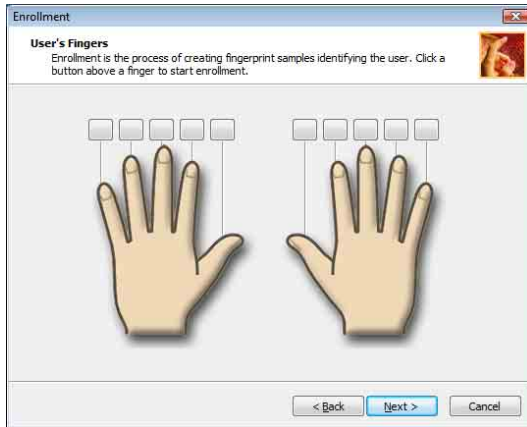 Enrollment
User's Fingers
Enrollment is the process of creating fingerprint samples identifying the user. Click a
button above a finger to start enrollment.
< Back
Next >
Cancel